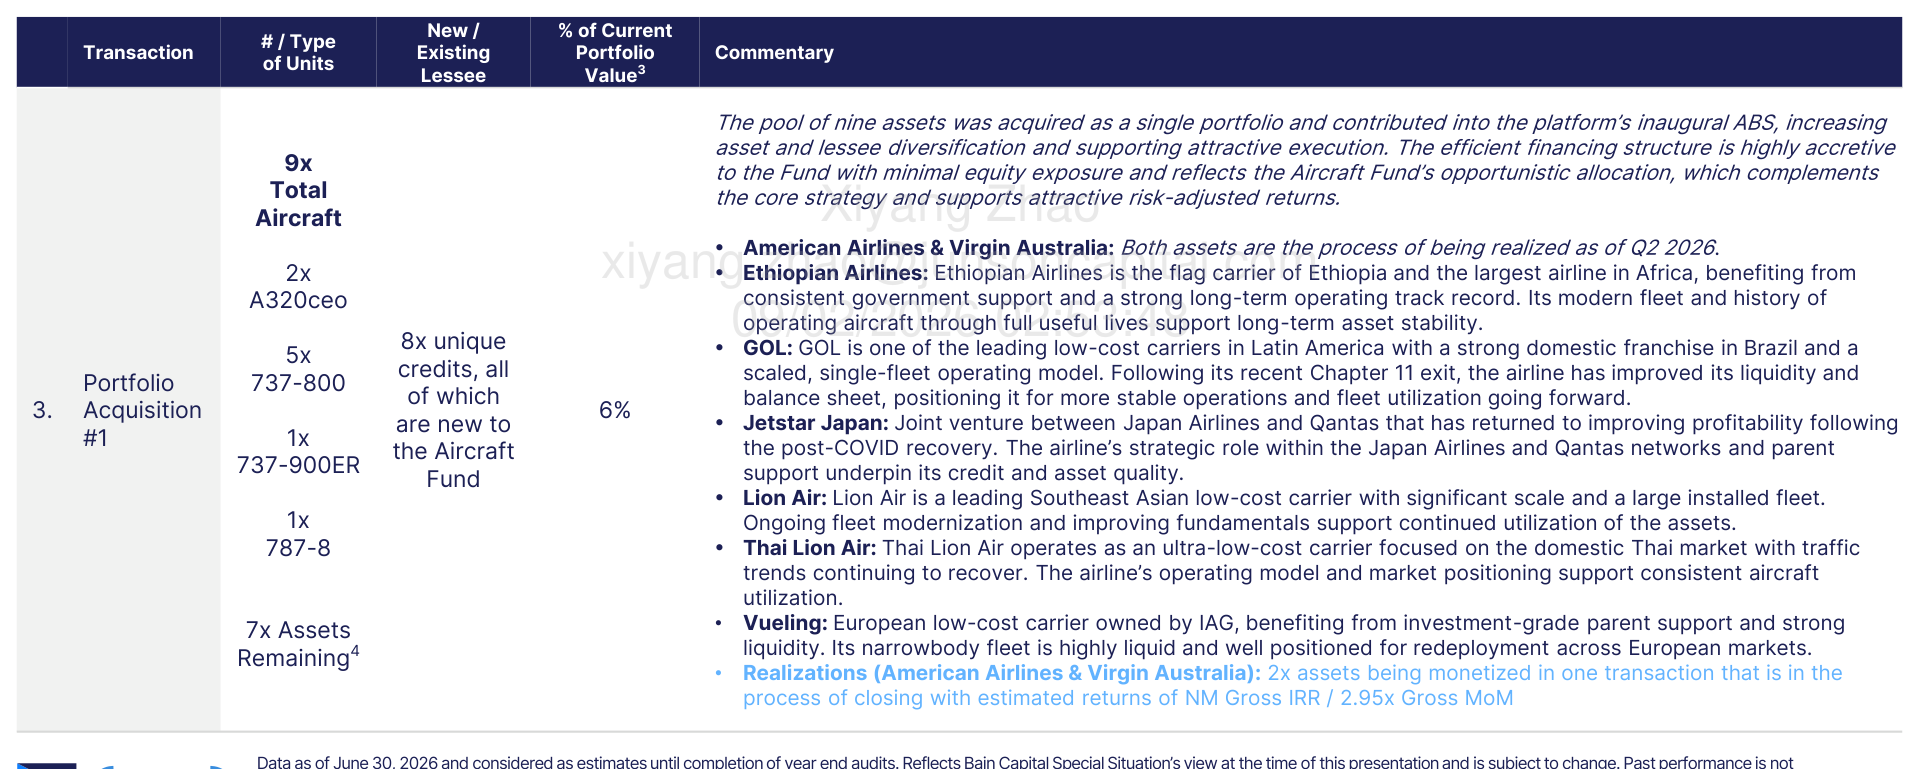 Transaction
# / Type
of Units
New /
Existing
Lessee
% of Current
Portfolio
Value3
Commentary
3.
Portfolio
Acquisition
#1
9x
Total
Aircraft
2x
A320ceo
5x
737-800
1x
737-900ER
1x
787-8
7x Assets
Remaining4
8x unique
credits, all
of which
are new to
the Aircraft
Fund
6%
The pool of nine assets was acquired as a single portfolio and contributed into the platform's inaugural ABS, increasing
asset and lessee diversification and supporting attractive execution. The efficient financing structure is highly accretive
to the Fund with minimal equity exposure and reflects the Aircraft Fund's opportunistic allocation, which complements
the core strategy and supports attractive risk-adjusted returns.
• American Airlines & Virgin Australia: Both assets are the process of being realized as of Q2 2026.
• Ethiopian Airlines: Ethiopian Airlines is the flag carrier of Ethiopia and the largest airline in Africa, benefiting from
consistent government support and a strong long-term operating track record. Its modern fleet and history of
operating aircraft through full useful lives support long-term asset stability.
• GOL: GOL is one of the leading low-cost carriers in Latin America with a strong domestic franchise in Brazil and a
scaled, single-fleet operating model. Following its recent Chapter 11 exit, the airline has improved its liquidity and
balance sheet, positioning it for more stable operations and fleet utilization going forward.
• Jetstar Japan: Joint venture between Japan Airlines and Qantas that has returned to improving profitability following
the post-COVID recovery. The airline's strategic role within the Japan Airlines and Qantas networks and parent
support underpin its credit and asset quality.
• Lion Air: Lion Air is a leading Southeast Asian low-cost carrier with significant scale and a large installed fleet.
Ongoing fleet modernization and improving fundamentals support continued utilization of the assets.
• Thai Lion Air: Thai Lion Air operates as an ultra-low-cost carrier focused on the domestic Thai market with traffic
trends continuing to recover. The airline's operating model and market positioning support consistent aircraft
utilization.
• Vueling: European low-cost carrier owned by IAG, benefiting from investment-grade parent support and strong
liquidity. Its narrowbody fleet is highly liquid and well positioned for redeployment across European markets.
• Realizations (American Airlines & Virgin Australia): 2x assets being monetized in one transaction that is in the
process of closing with estimated returns of NM Gross IRR / 2.95x Gross MoM
Xiyang Zhao
09/02/2026 02:53:48
Data as of June 30, 2026 and considered as estimates until completion of year end audits. Reflects Bain Capital Special Situation's view at the time of this presentation and is subject to change. Past performance is not